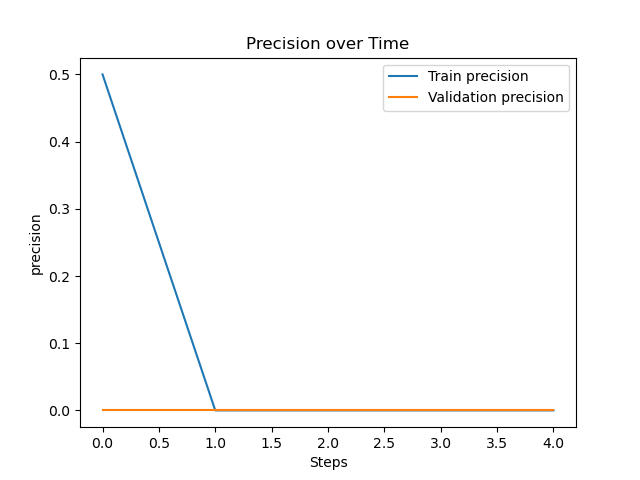 Precision over Time
Train precision
Validation precision
precision
0.5
0.4
0.3
0.2
0.1
0.0
0.0 0.5 1.0 1.5 2.0 2.5 3.0 3.5 4.0
Steps